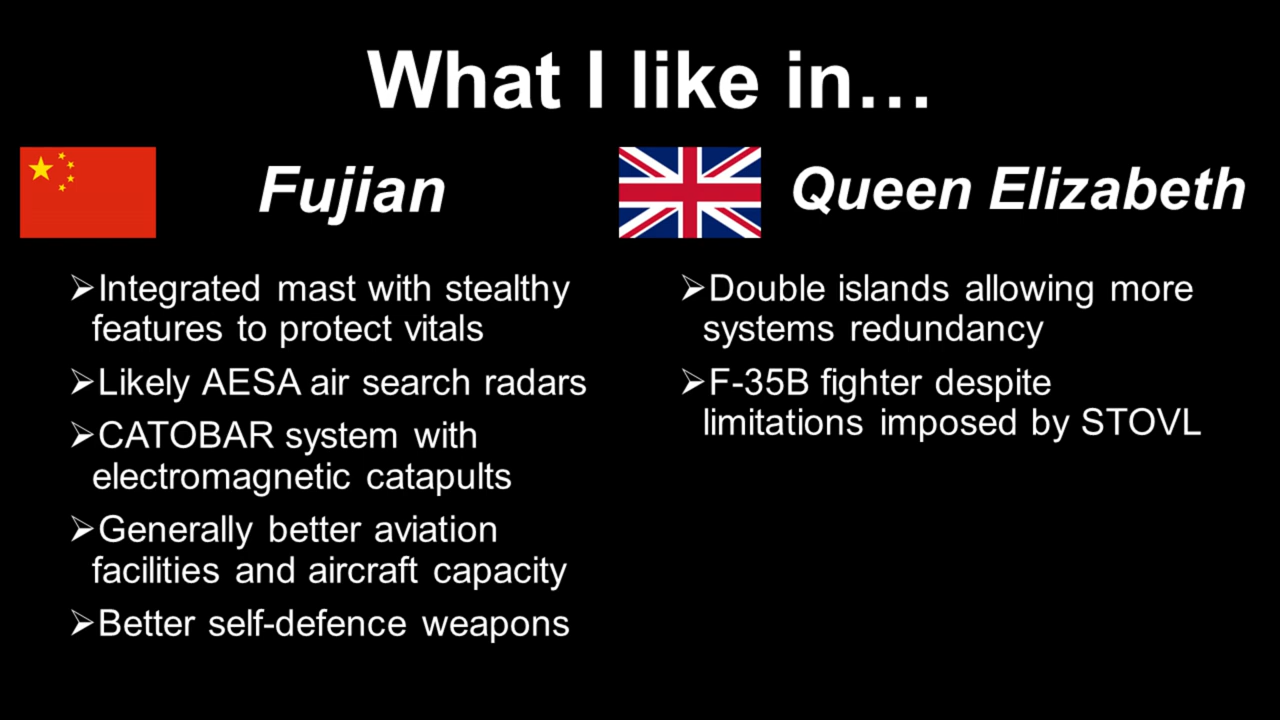 What I like in…
Fujian
➢Integrated mast with stealthy
features to protect vitals
➢Likely AESA air search radars
➢CATOBAR system with
electromagnetic catapults
➢Generally better aviation
facilities and aircraft capacity
➢Better self-defence weapons
Queen Elizabeth
➢Double islands allowing more
systems redundancy
➢F-35B fighter despite
limitations imposed by STOVL